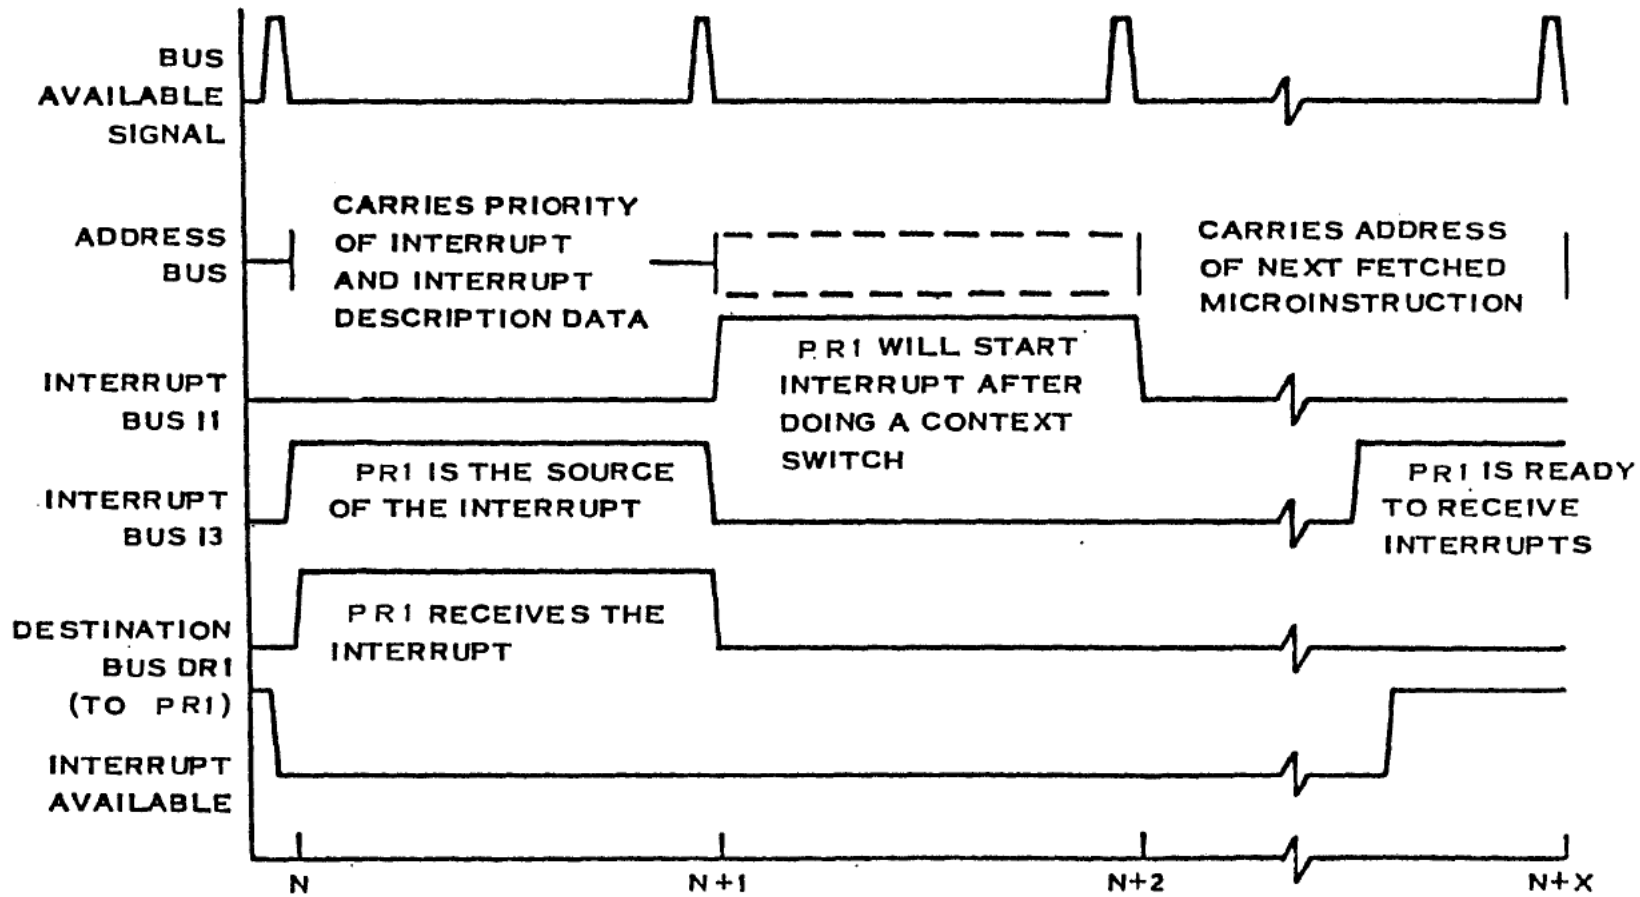 BUS
AVAILABLE
SIGNAL
ADDRESS
BUS
CARRIES PRIORITY
OF INTERRUPT
AND INTERRUPT
DESCRIPTION DATA
CARRIES ADDRESS
OF NEXT FETCHED
MICROINSTRUCTION
INTERRUPT
BUS I1
PR1 WILL START
INTERRUPT AFTER
DOING A CONTEXT
SWITCH
INTERRUPT
BUS I3
PR1 IS THE SOURCE
OF THE INTERRUPT
PR1 IS READY
TO RECEIVE
INTERRUPTS
DESTINATION
BUS DR1
(TO PR1)
PR1 RECEIVES THE
INTERRUPT
INTERRUPT
AVAILABLE
N N+1 N+2 N+X